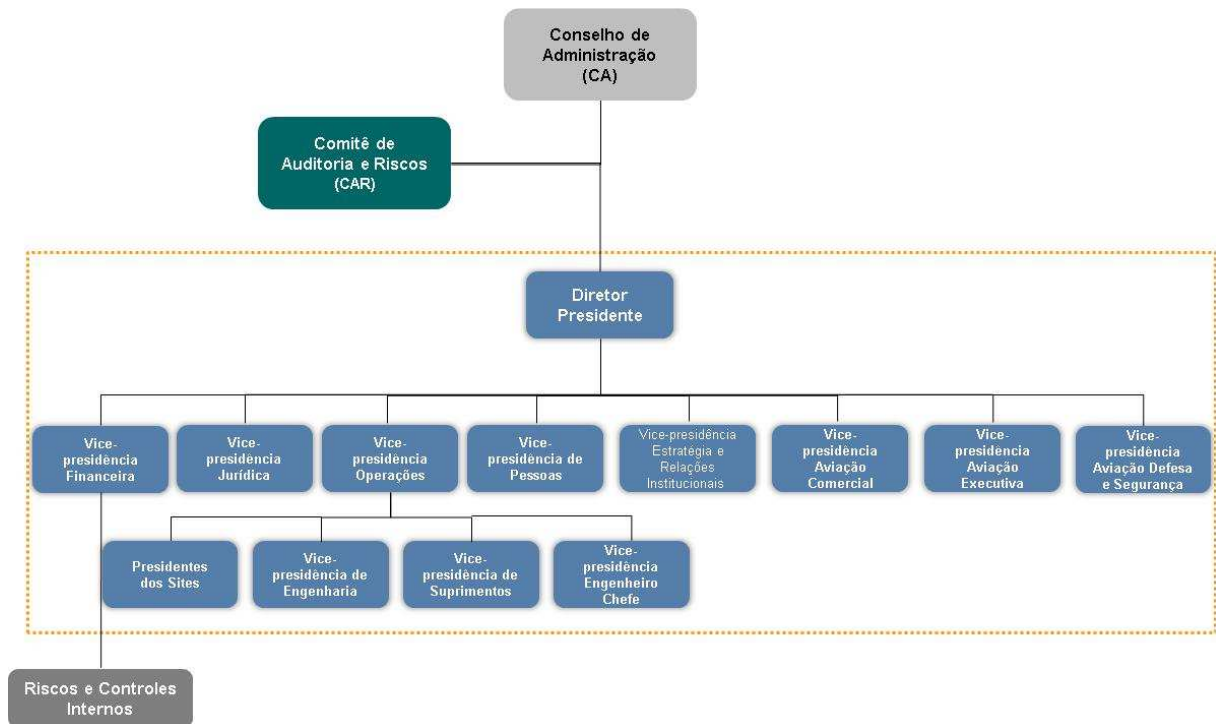 Conselho de
Administração
(CA)
Comitê de
Auditoria e Riscos
(CAR)
Diretor
Presidente
Vice-
presidência
Financeira
Vice-
presidência
Jurídica
Vice-
presidência
Operações
Vice-
presidência de
Pessoas
Vice-presidência
Estratégia e
Relações
Institucionais
Vice-
presidência
Aviação
Comercial
Vice-
presidência
Aviação
Executiva
Vice-
presidência
Aviação Defesa
e Segurança
Presidentes
dos Sites
Vice-
presidência de
Engenharia
Vice-
presidência de
Suprimentos
Vice-
presidência
Engenheiro
Chefe
Riscos e Controles
Internos